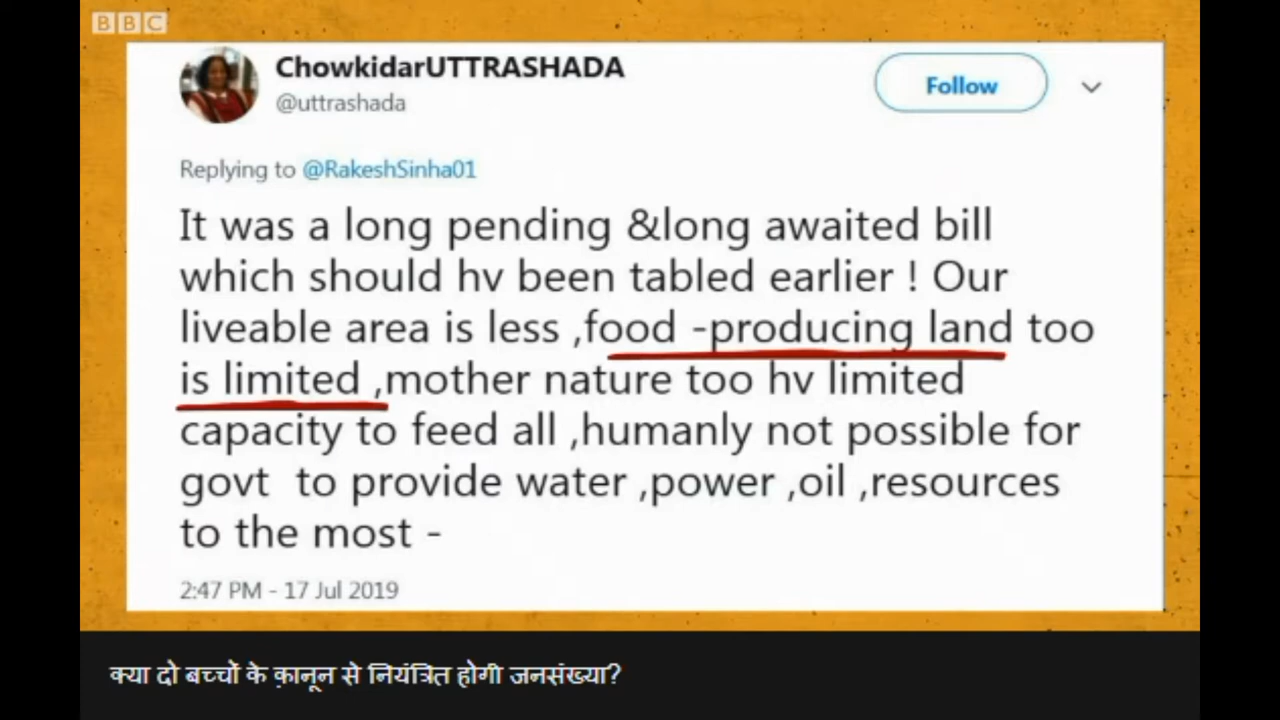 BBC
ChowkidarUTTRASHADA
@uttrashada
Follow
Replying to @RakeshSinha01
It was a long pending &long awaited bill
which should hv been tabled earlier ! Our
liveable area is less ,food -producing land too
is limited ,mother nature too hv limited
capacity to feed all ,humanly not possible for
govt  to provide water ,power ,oil ,resources
to the most -
2:47 PM - 17 Jul 2019
क्या दो बच्चों के क़ानून से नियंत्रित होगी जनसंख्या?